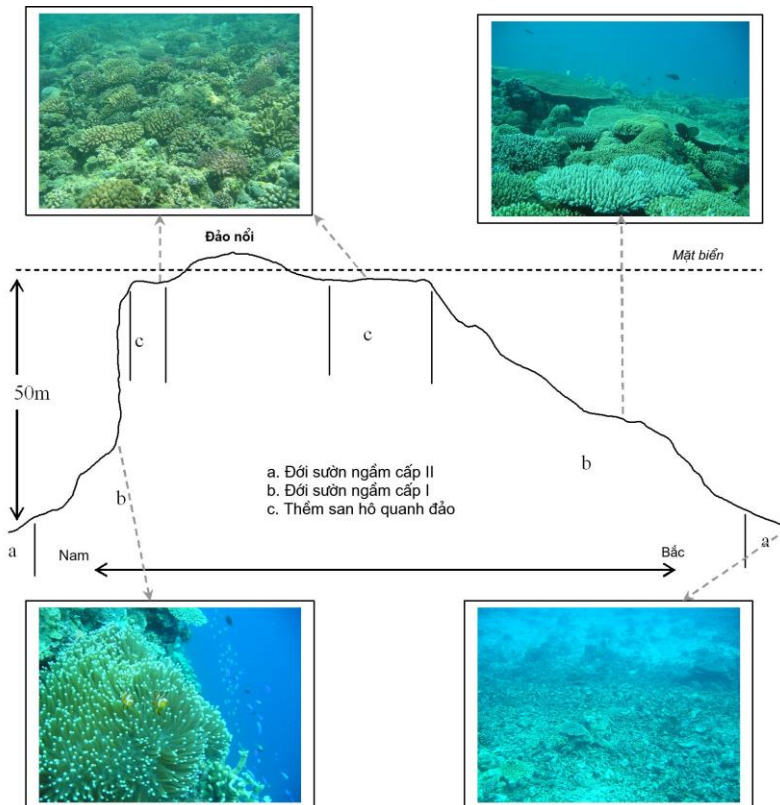 Đảo nổi
Mặt biển
c
c
50m
a. Đới sườn ngầm cấp II
b. Đới sườn ngầm cấp I
c. Thềm san hô quanh đảo
b
b
a
Nam
Bắc
a